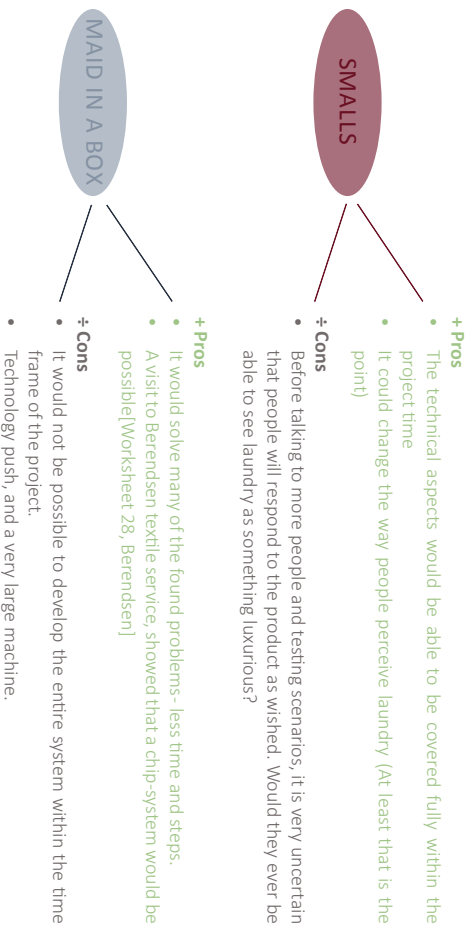 SMALLS
+ Pros
• The technical aspects would be able to be covered fully within the
project time
• It could change the way people perceive laundry (At least that is the
point)
÷ Cons
• Before talking to more people and testing scenarios, it is very uncertain
that people will respond to the product as wished. Would they ever be
able to see laundry as something luxurious?
MAID IN A BOX
+ Pros
• It would solve many of the found problems- less time and steps.
• A visit to Berendsen textile service, showed that a chip-system would be
possible[Worksheet 28, Berendsen]
÷ Cons
• It would not be possible to develop the entire system within the time
frame of the project.
• Technology push, and a very large machine.